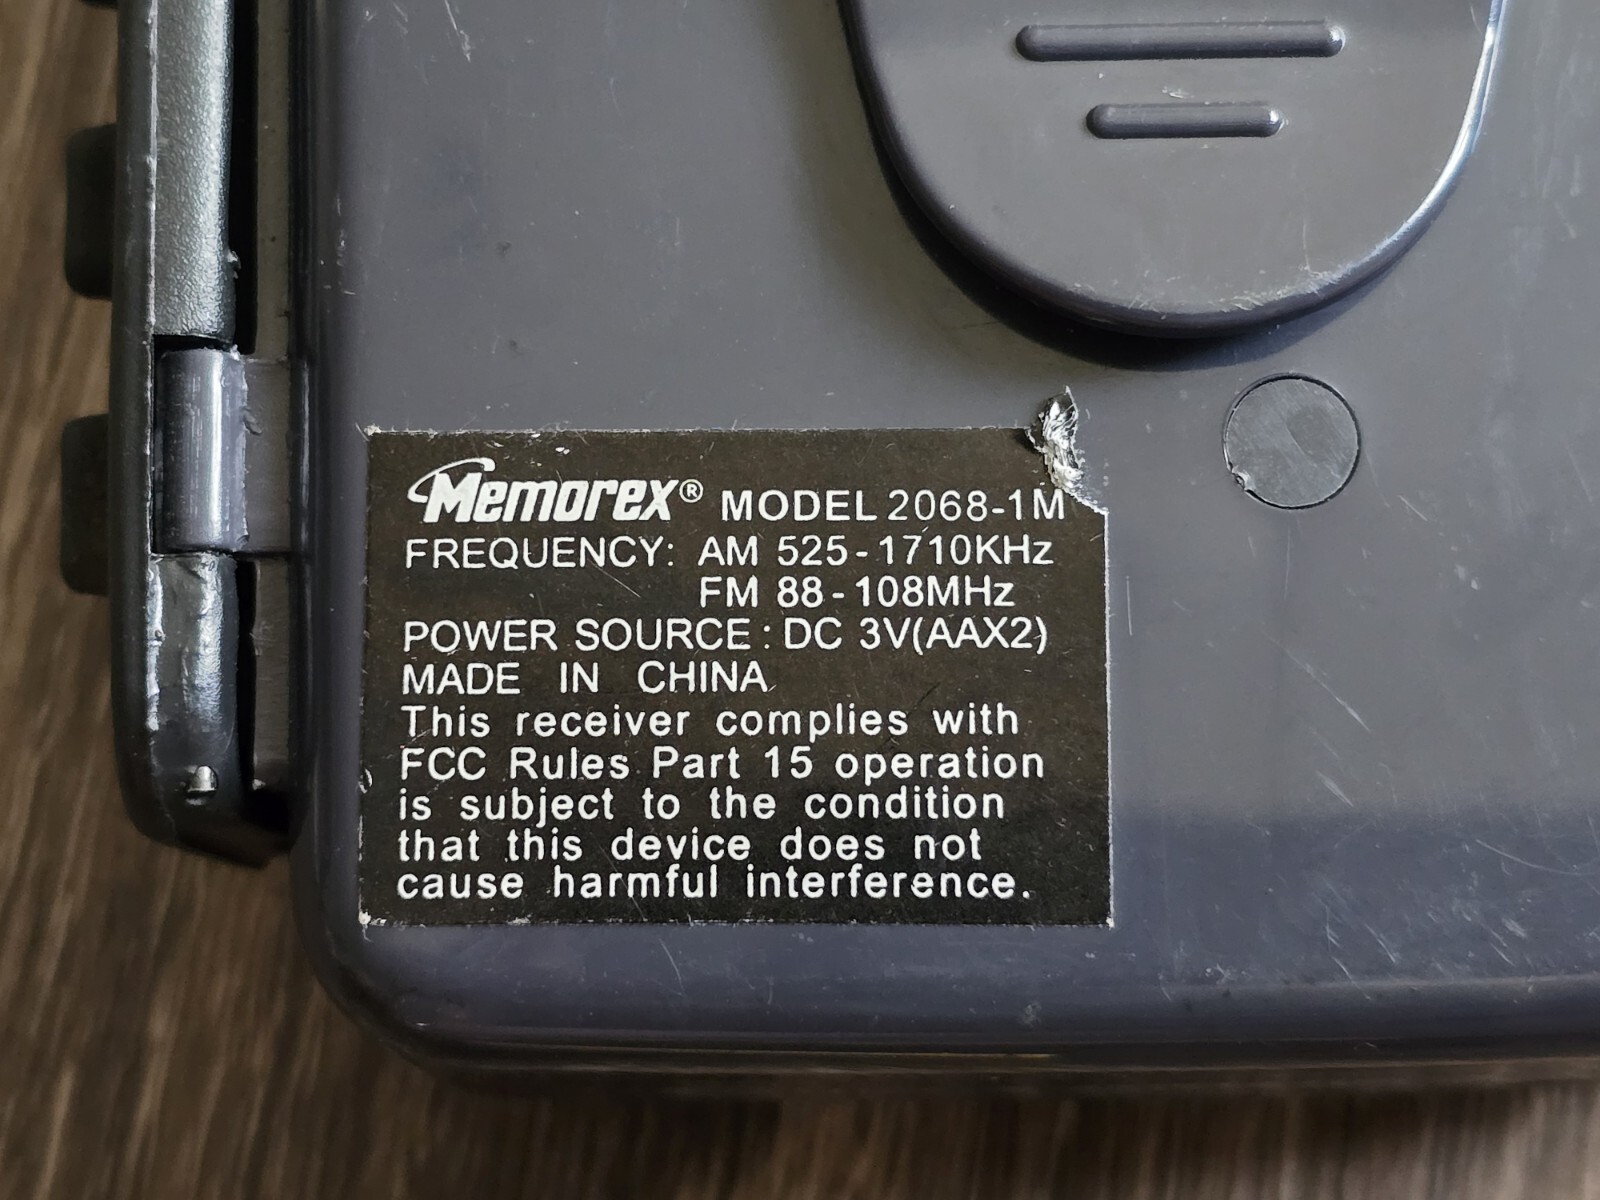 Memorex® MODEL 2068-1M
FREQUENCY: AM 525-1710KHz
FM 88-108MHz
POWER SOURCE: DC 3V(AAX2)
MADE IN CHINA
This receiver complies with
FCC Rules Part 15 operation
is subject to the condition
that this device does not
cause harmful interference.